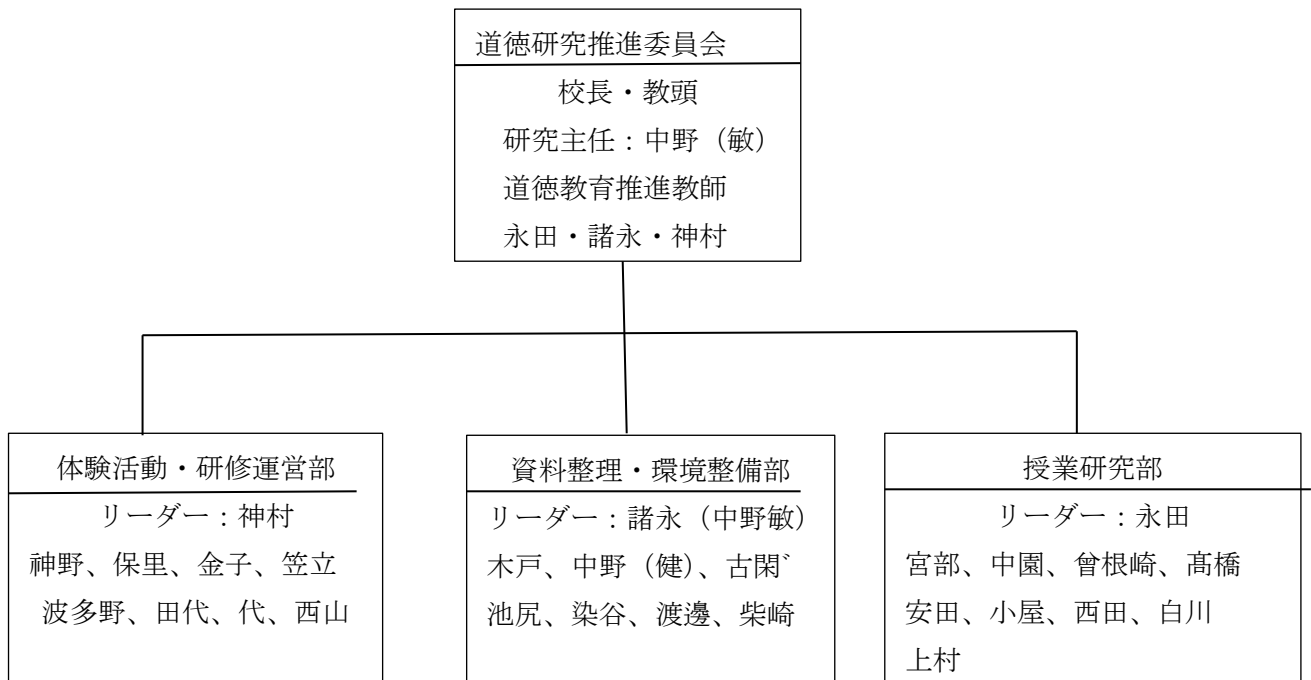 道徳研究推進委員会
校長・教頭
研究主任：中野（敏）
道徳教育推進教師
永田・諸永・神村
体験活動・研修運営部
リーダー：神村
神野、保里、金子、笠立
波多野、田代、代、西山
資料整理・環境整備部
リーダー：諸永（中野敏）
木戸、中野（健）、古閑゛
池尻、染谷、渡邊、柴崎
授業研究部
リーダー：永田
宮部、中園、曾根崎、髙橋
安田、小屋、西田、白川
上村